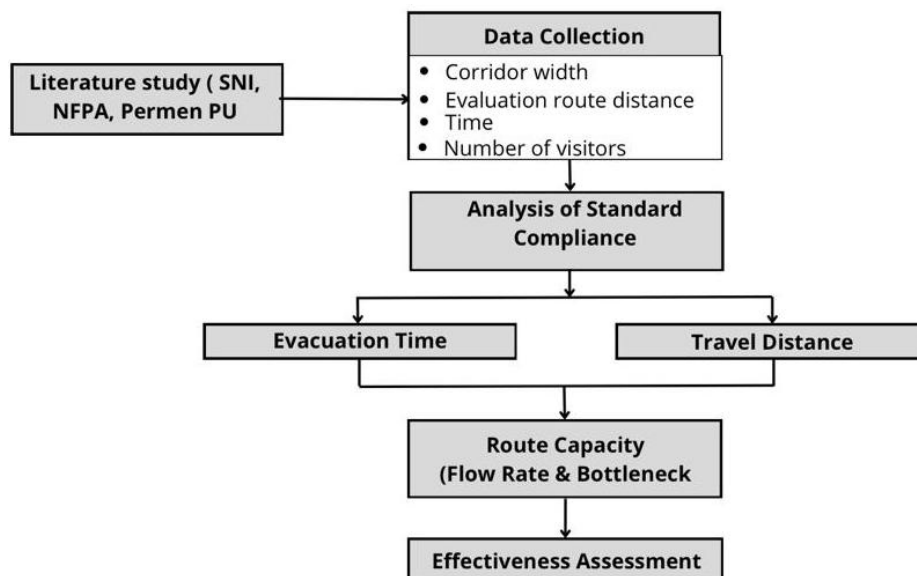 Data Collection
Literature study ( SNI,
NFPA, Permen PU
• Corridor width
• Evaluation route distance
• Time
• Number of visitors
Analysis of Standard
Compliance
Evacuation Time
Travel Distance
Route Capacity
(Flow Rate & Bottleneck
Effectiveness Assessment